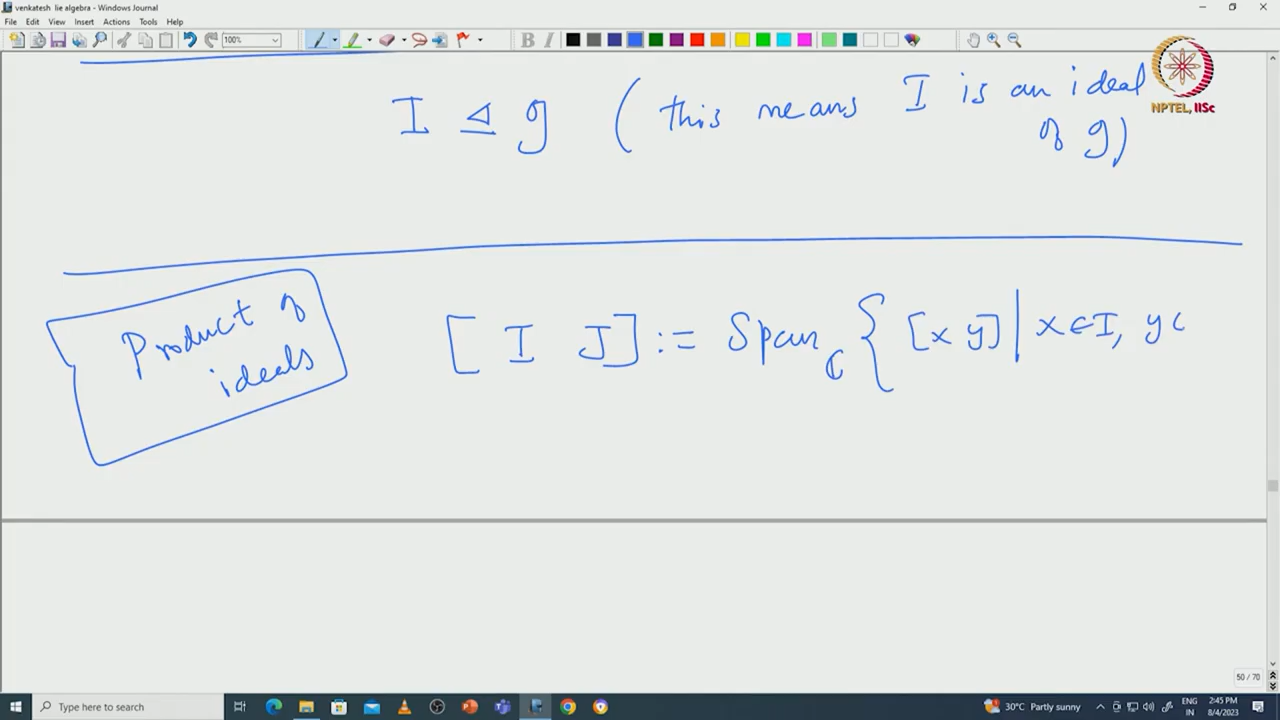 venkatesh lie algebra - Windows Journal
File Edit View Insert Actions Tools Help
100%
B I
NPTEL, IISc
I ⊴ g ( this means I is an ideal
of g)
Product of
ideals
[ I J] := Span_ℂ { [x y] | x ∈ I, y
50 / 70
Type here to search
30°C Partly sunny
ENG
IN
2:45 PM
8/4/2023